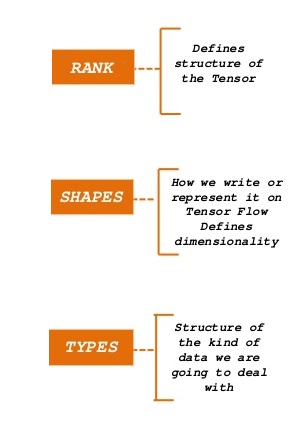 RANK
Defines
structure of
the Tensor
SHAPES
How we write or
represent it on
Tensor Flow
Defines
dimensionality
TYPES
Structure of
the kind of
data we are
going to deal
with